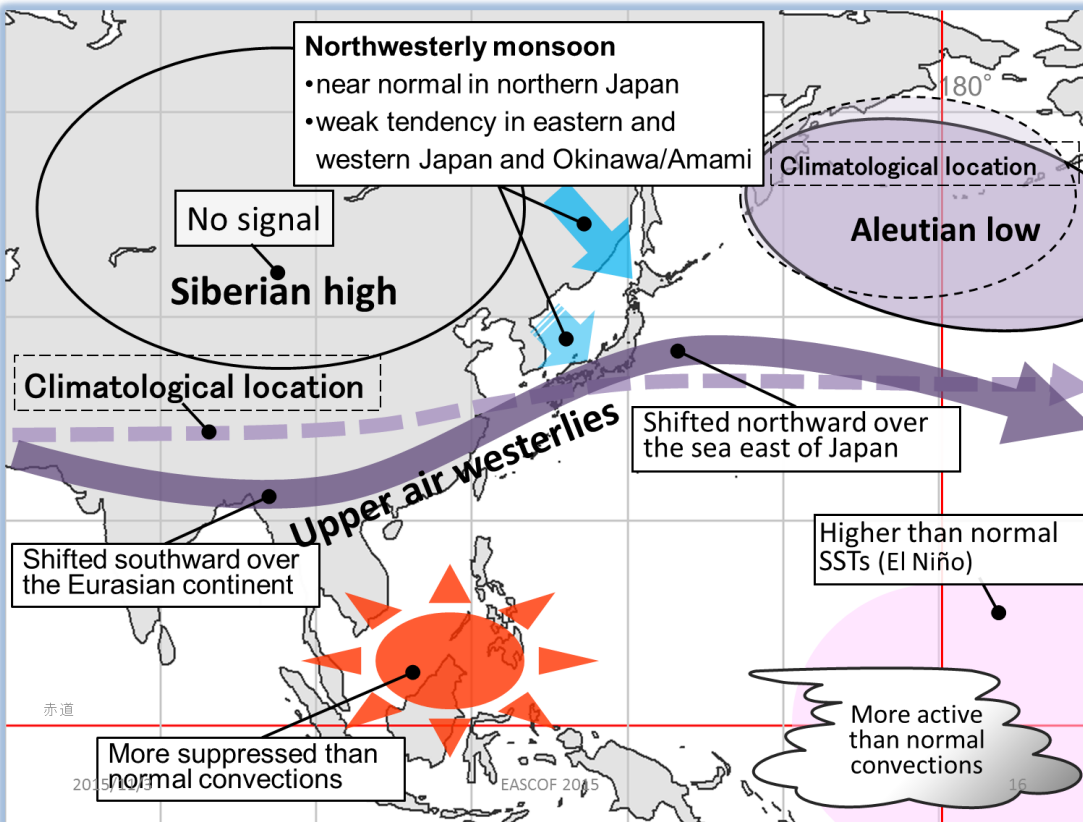 Northwesterly monsoon
•near normal in northern Japan
•weak tendency in eastern and
western Japan and Okinawa/Amami
180°
Climatological location
Aleutian low
No signal
Siberian high
Climatological location
Shifted northward over
the sea east of Japan
Upper air westerlies
Shifted southward over
the Eurasian continent
Higher than normal
SSTs (El Niño)
赤道
More active
than normal
convections
More suppressed than
normal convections
2015/11/5
EASCOF 2015
16